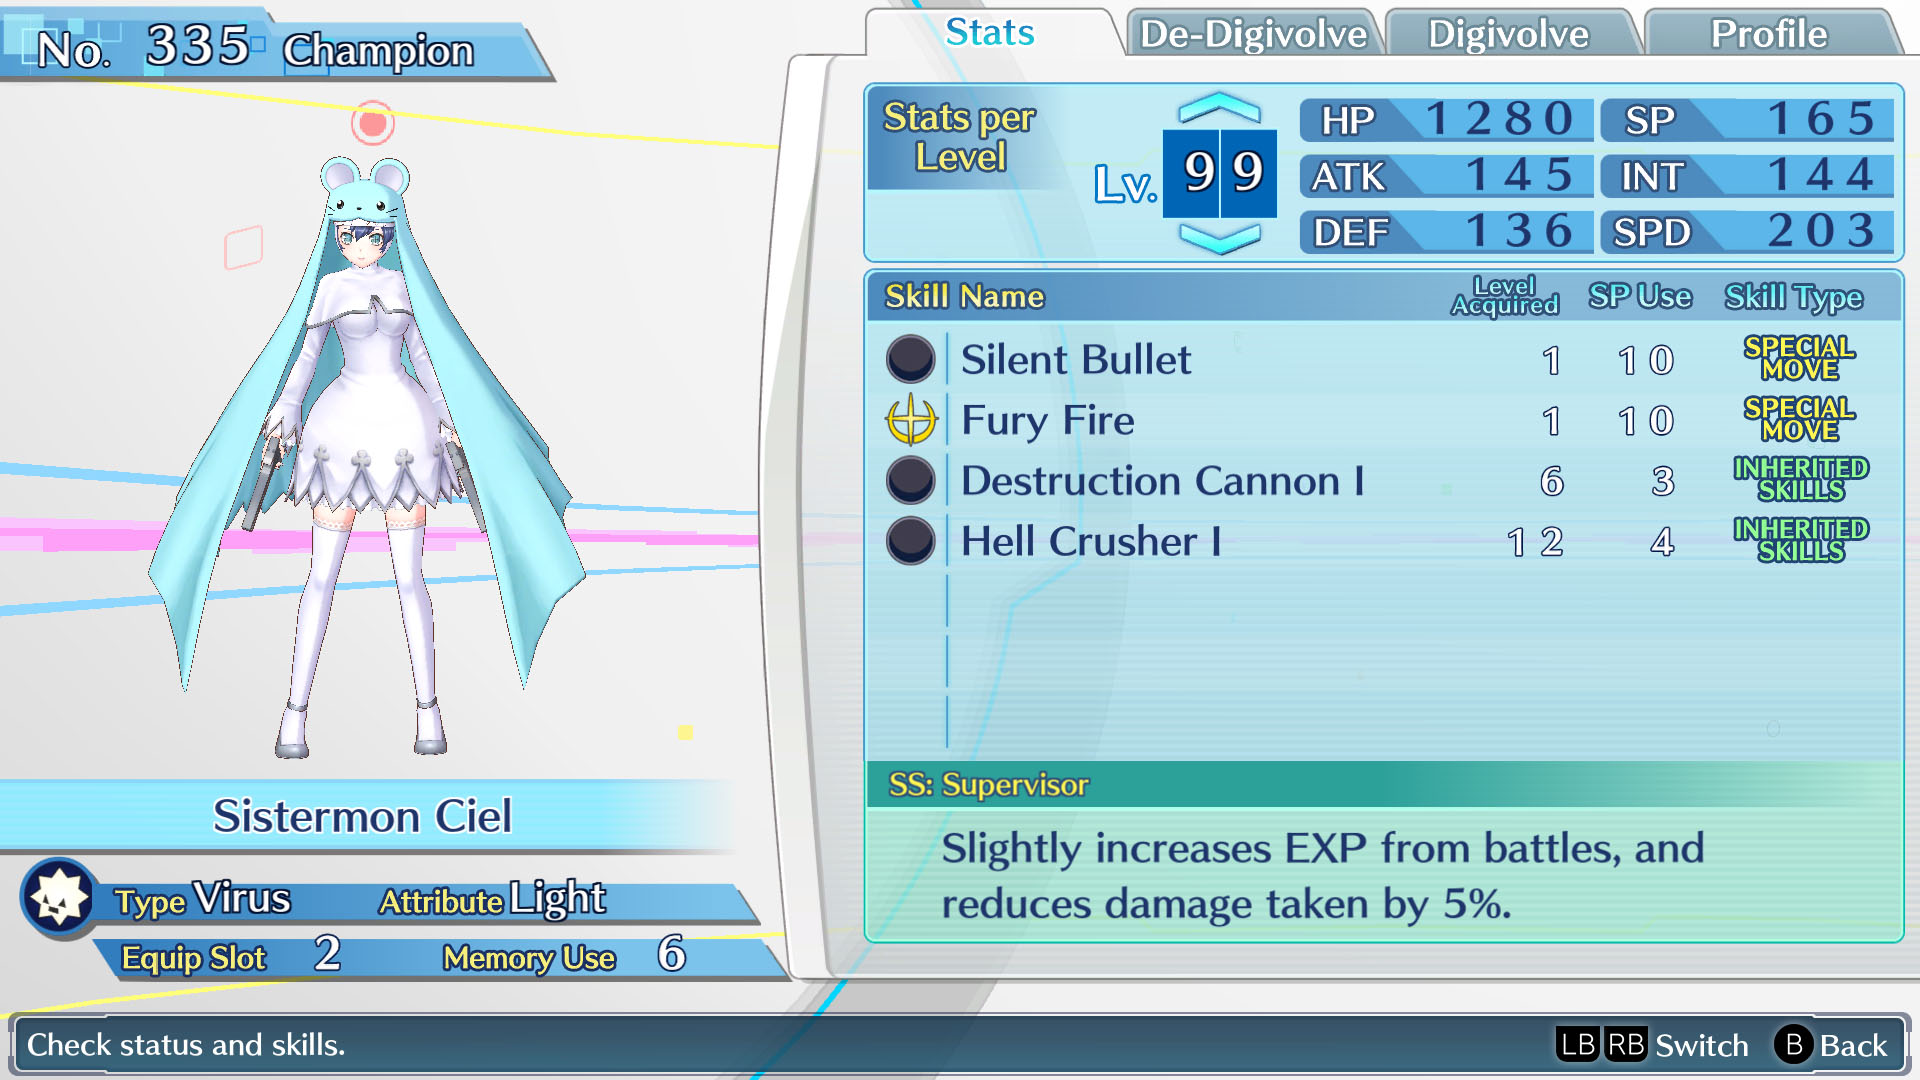 No. 335 Champion
Stats De-Digivolve Digivolve Profile
Stats per
Level
Lv. 99
HP 1280 SP 165
ATK 145 INT 144
DEF 136 SPD 203
Skill Name Level Acquired SP Use Skill Type
Silent Bullet 1 10 SPECIAL MOVE
Fury Fire 1 10 SPECIAL MOVE
Destruction Cannon I 6 3 INHERITED SKILLS
Hell Crusher I 12 4 INHERITED SKILLS
SS: Supervisor
Slightly increases EXP from battles, and
reduces damage taken by 5%.
Sistermon Ciel
Type Virus Attribute Light
Equip Slot 2 Memory Use 6
Check status and skills.
LB RB Switch B Back